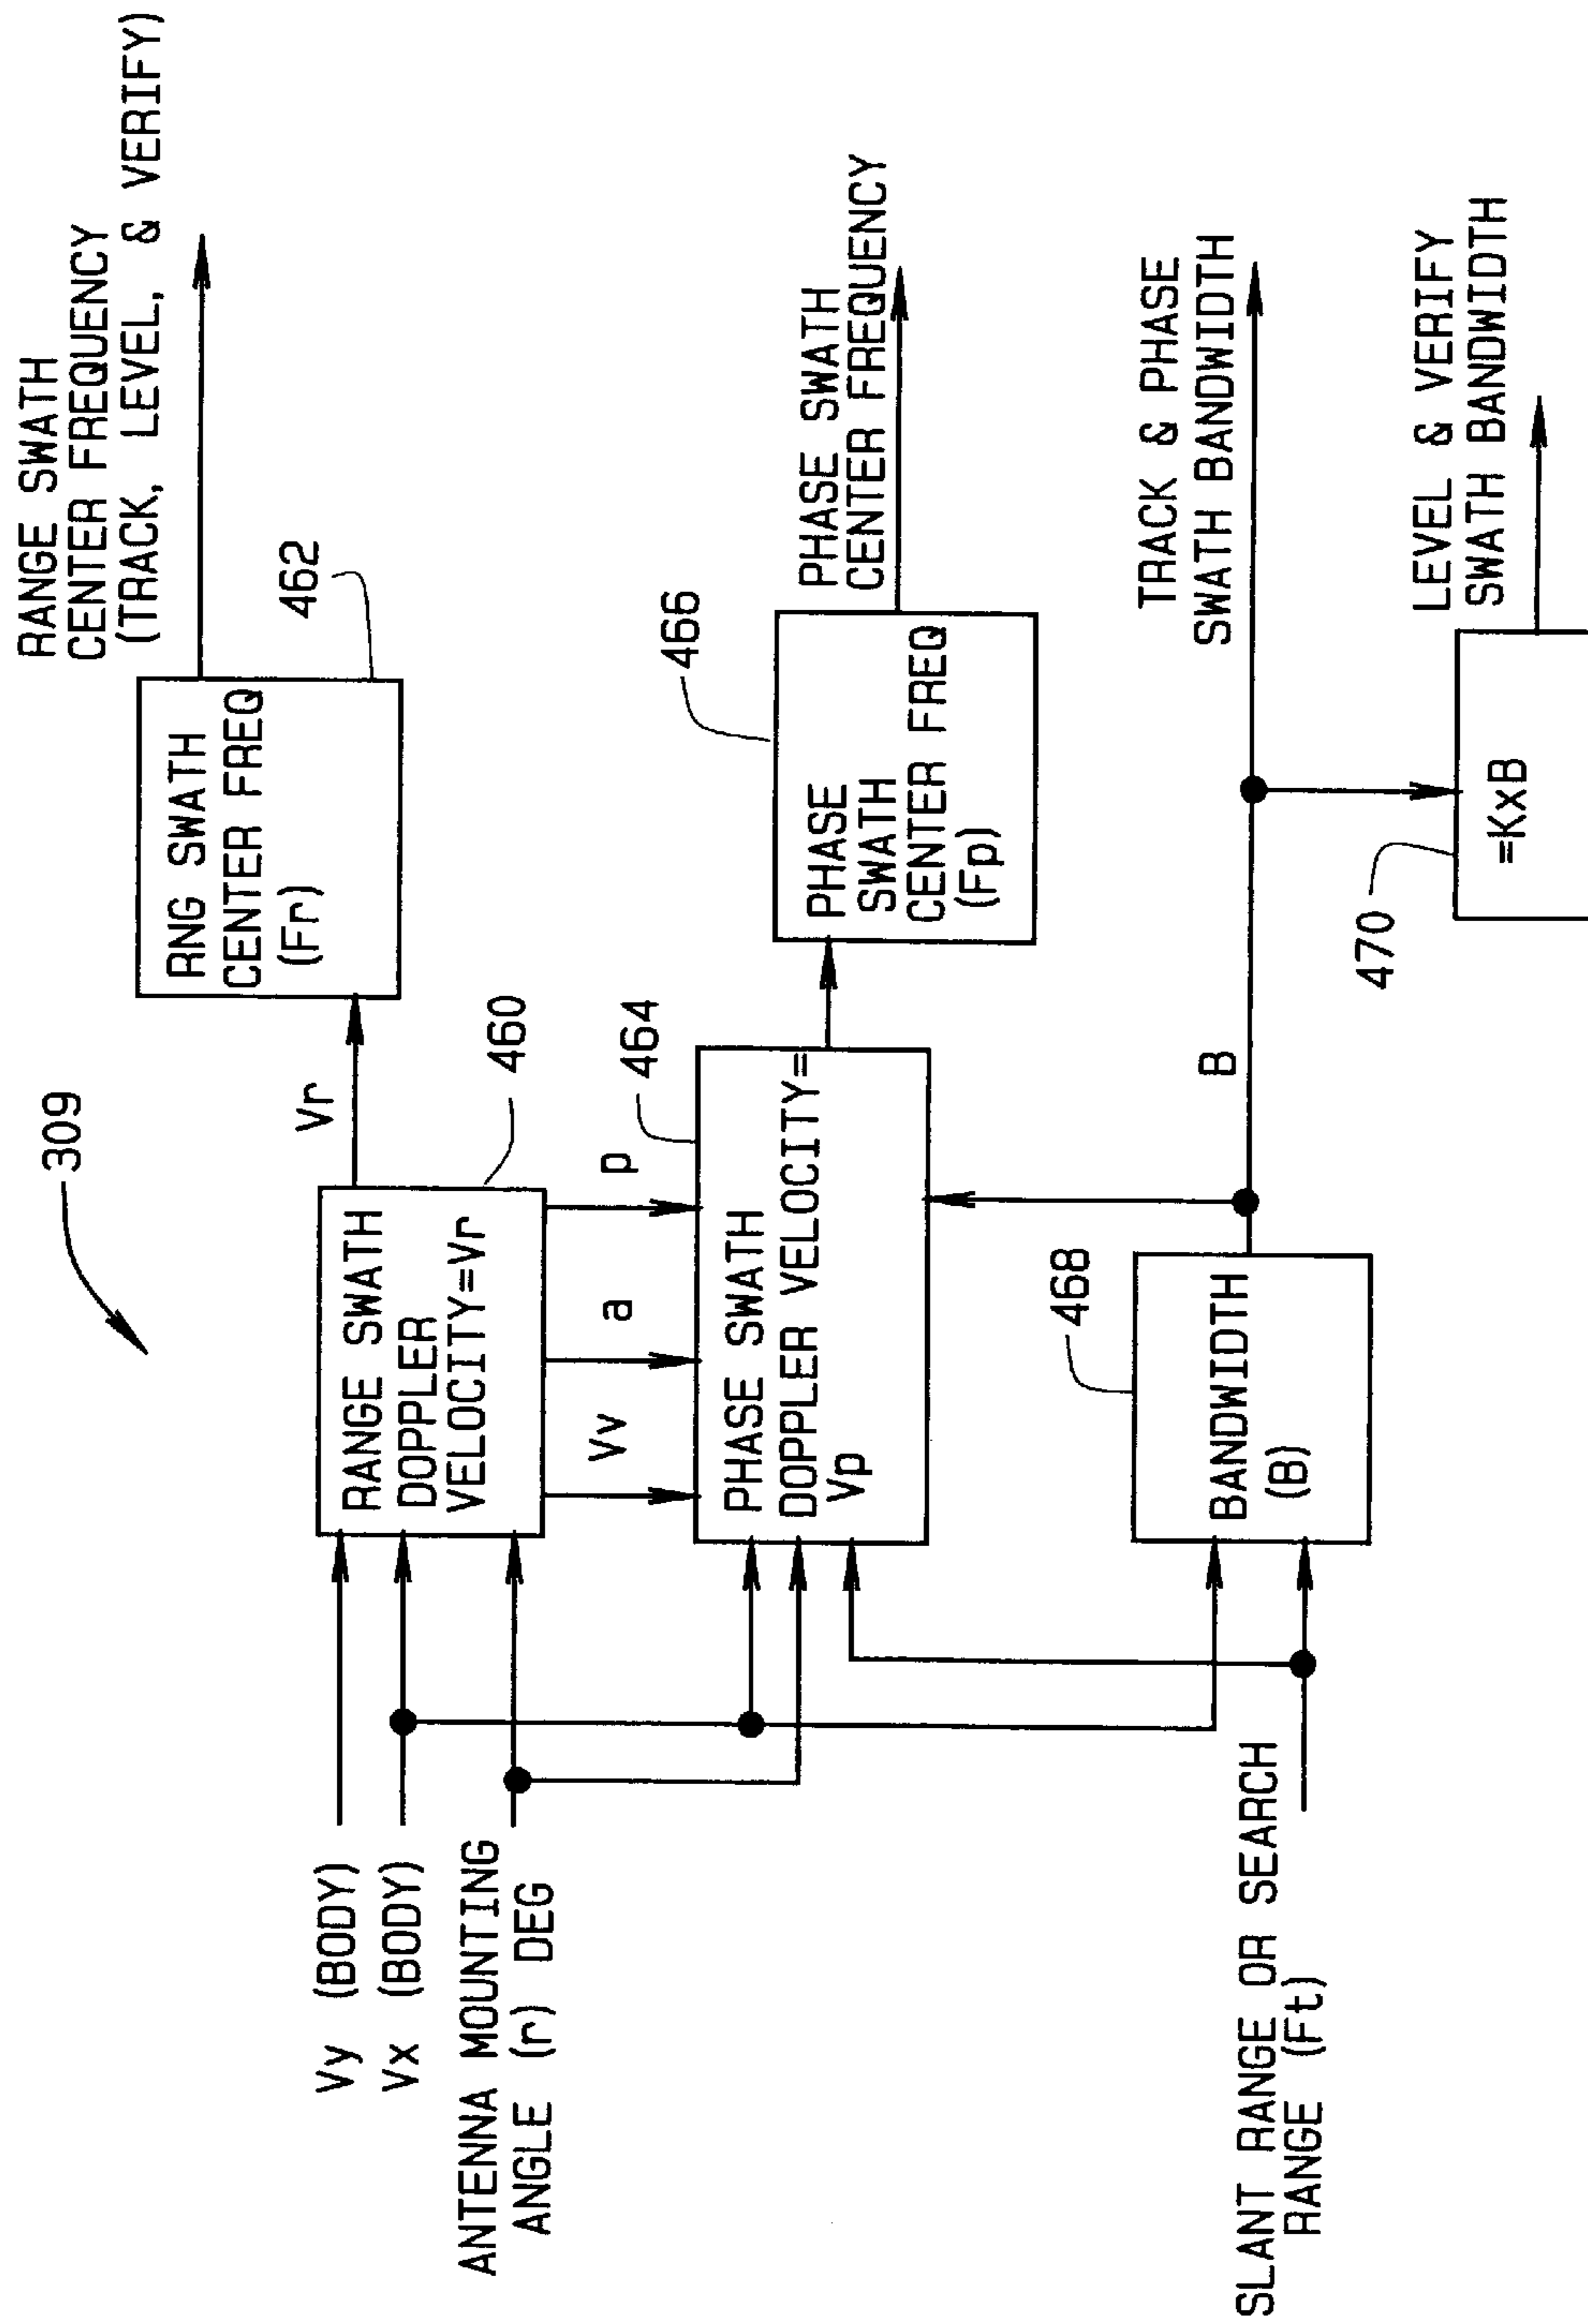 309
Vy (BODY)
Vx (BODY)
ANTENNA MOUNTING
ANGLE (r) DEG
SLANT RANGE OR SEARCH
RANGE (Ft)
RANGE SWATH
DOPPLER
VELOCITY=Vr
460
Vr
RNG SWATH
CENTER FREQ
(Fr)
462
RANGE SWATH
CENTER FREQUENCY
(TRACK, LEVEL, & VERIFY)
Vv
a
p
PHASE SWATH
DOPPLER VELOCITY=
Vp
464
PHASE
SWATH
CENTER FREQ
(Fp)
466
PHASE SWATH
CENTER FREQUENCY
BANDWIDTH
(B)
468
B
TRACK & PHASE
SWATH BANDWIDTH
=KxB
470
LEVEL & VERIFY
SWATH BANDWIDTH